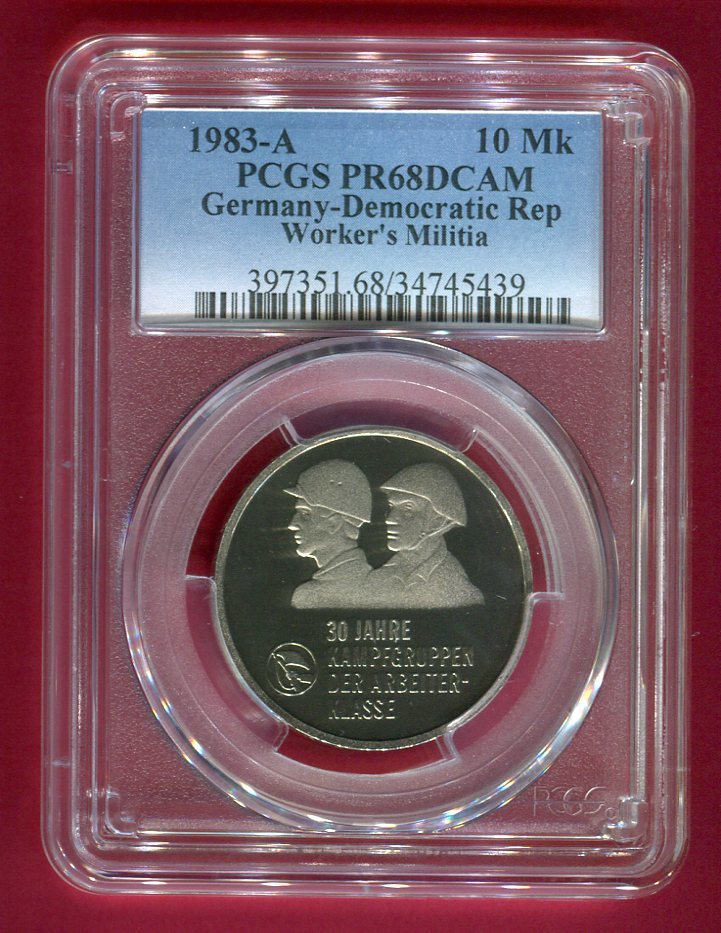 1983-A 10 Mk
PCGS PR68DCAM
Germany-Democratic Rep
Worker's Militia
397351.68/34745439
30 JAHRE
KAMPFGRUPPEN
DER ARBEITER-
KLASSE
PCGS